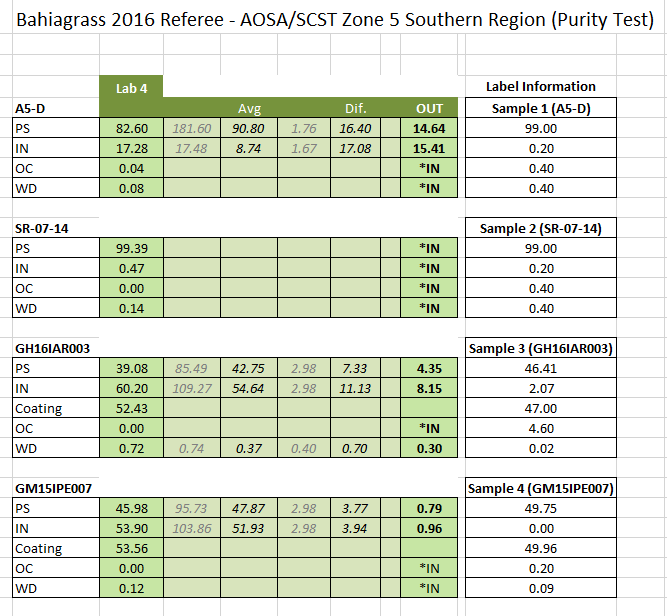 Bahiagrass 2016 Referee - AOSA/SCST Zone 5 Southern Region (Purity Test)
Lab 4 Label Information
A5-D Avg Dif. OUT Sample 1 (A5-D)
PS 82.60 181.60 90.80 1.76 16.40 14.64 99.00
IN 17.28 17.48 8.74 1.67 17.08 15.41 0.20
OC 0.04 *IN 0.40
WD 0.08 *IN 0.40
SR-07-14 Sample 2 (SR-07-14)
PS 99.39 *IN 99.00
IN 0.47 *IN 0.20
OC 0.00 *IN 0.40
WD 0.14 *IN 0.40
GH16IAR003 Sample 3 (GH16IAR003)
PS 39.08 85.49 42.75 2.98 7.33 4.35 46.41
IN 60.20 109.27 54.64 2.98 11.13 8.15 2.07
Coating 52.43 47.00
OC 0.00 *IN 4.60
WD 0.72 0.74 0.37 0.40 0.70 0.30 0.02
GM15IPE007 Sample 4 (GM15IPE007)
PS 45.98 95.73 47.87 2.98 3.77 0.79 49.75
IN 53.90 103.86 51.93 2.98 3.94 0.96 0.00
Coating 53.56 49.96
OC 0.00 *IN 0.20
WD 0.12 *IN 0.09